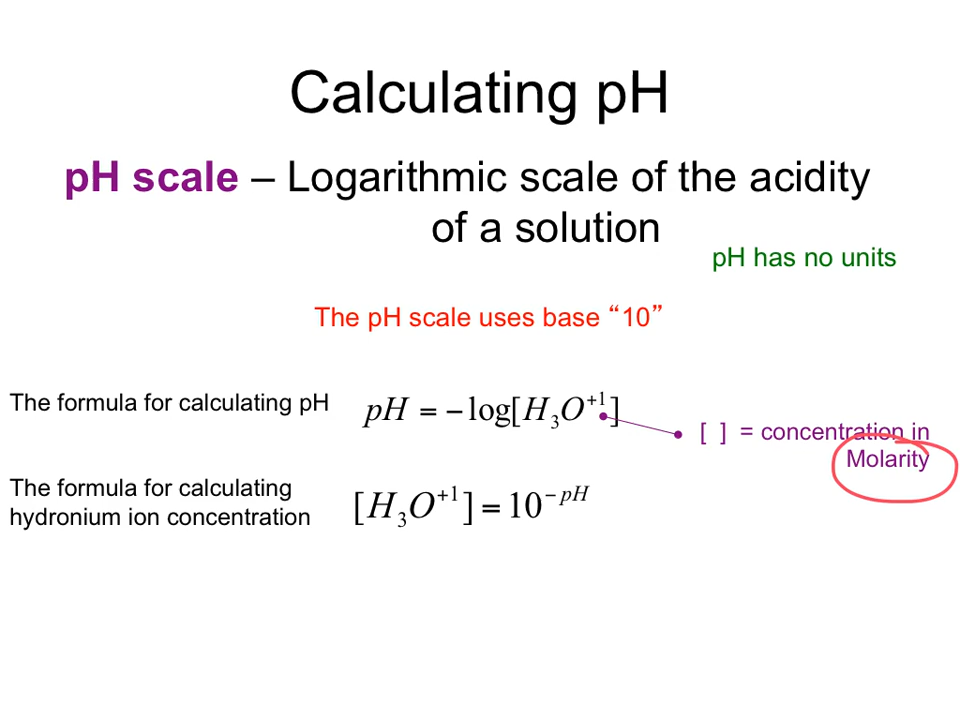 Calculating pH
pH scale – Logarithmic scale of the acidity
of a solution
pH has no units
The pH scale uses base “10”
The formula for calculating pH
pH = −log[H₃O⁺¹]
[ ] = concentration in
Molarity
The formula for calculating
hydronium ion concentration
[H₃O⁺¹] = 10⁻ᵖᴴ